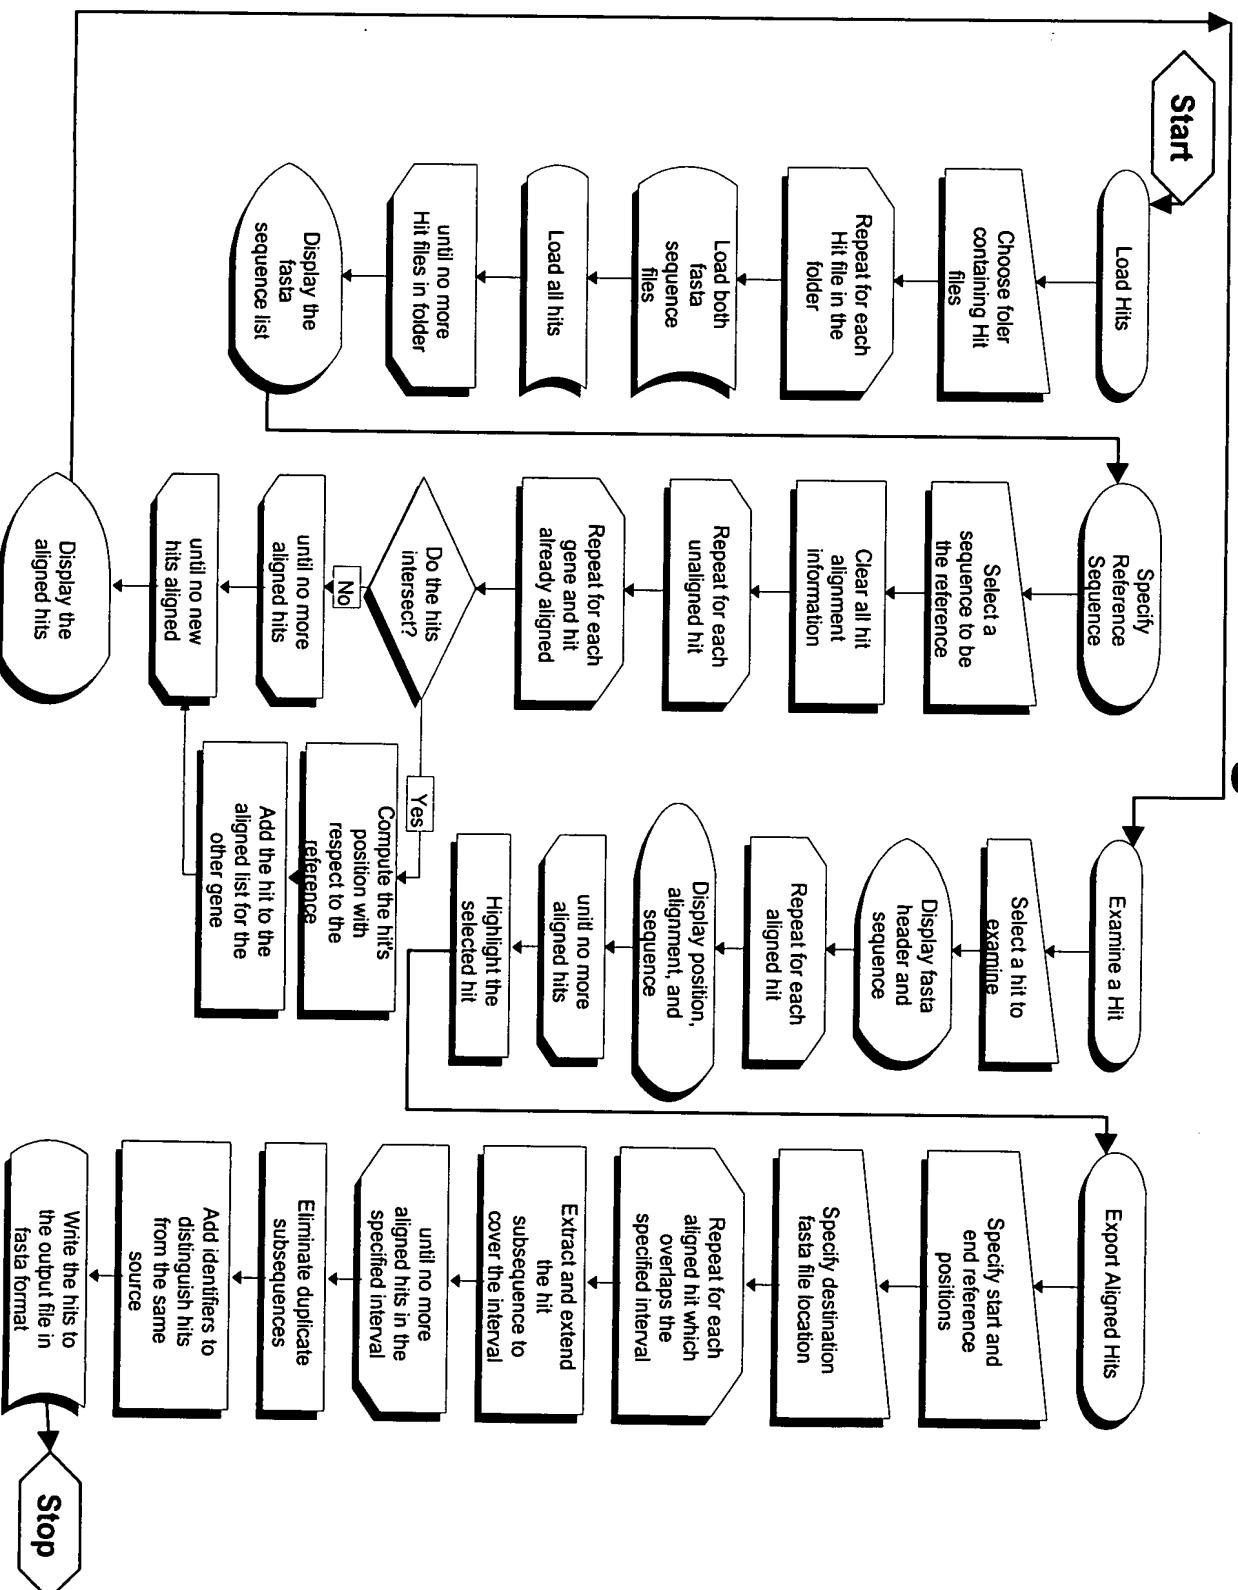 Start
Load Hits
Choose foler
containing Hit
files
Repeat for each
Hit file in the
folder
Load both
fasta
sequence
files
Load all hits
until no more
Hit files in folder
Display the
fasta
sequence list
Specify
Reference
Sequence
Select a
sequence to be
the reference
Clear all hit
alignment
information
Repeat for each
unaligned hit
Repeat for each
gene and hit
already aligned
Do the hits
intersect?
No
Yes
until no more
aligned hits
until no new
hits aligned
Display the
aligned hits
Compute the hit's
position with
respect to the
reference
Add the hit to the
aligned list for the
other gene
Examine a Hit
Select a hit to
examine
Display fasta
header and
sequence
Repeat for each
aligned hit
Display position,
alignment, and
sequence
until no more
aligned hits
Highlight the
selected hit
Export Aligned Hits
Specify start and
end reference
positions
Specify destination
fasta file location
Repeat for each
aligned hit which
overlaps the
specified interval
Extract and extend
the hit
subsequence to
cover the interval
until no more
aligned hits in the
specified interval
Eliminate duplicate
subsequences
Add identifiers to
distinguish hits
from the same
source
Write the hits to
the output file in
fasta format
Stop